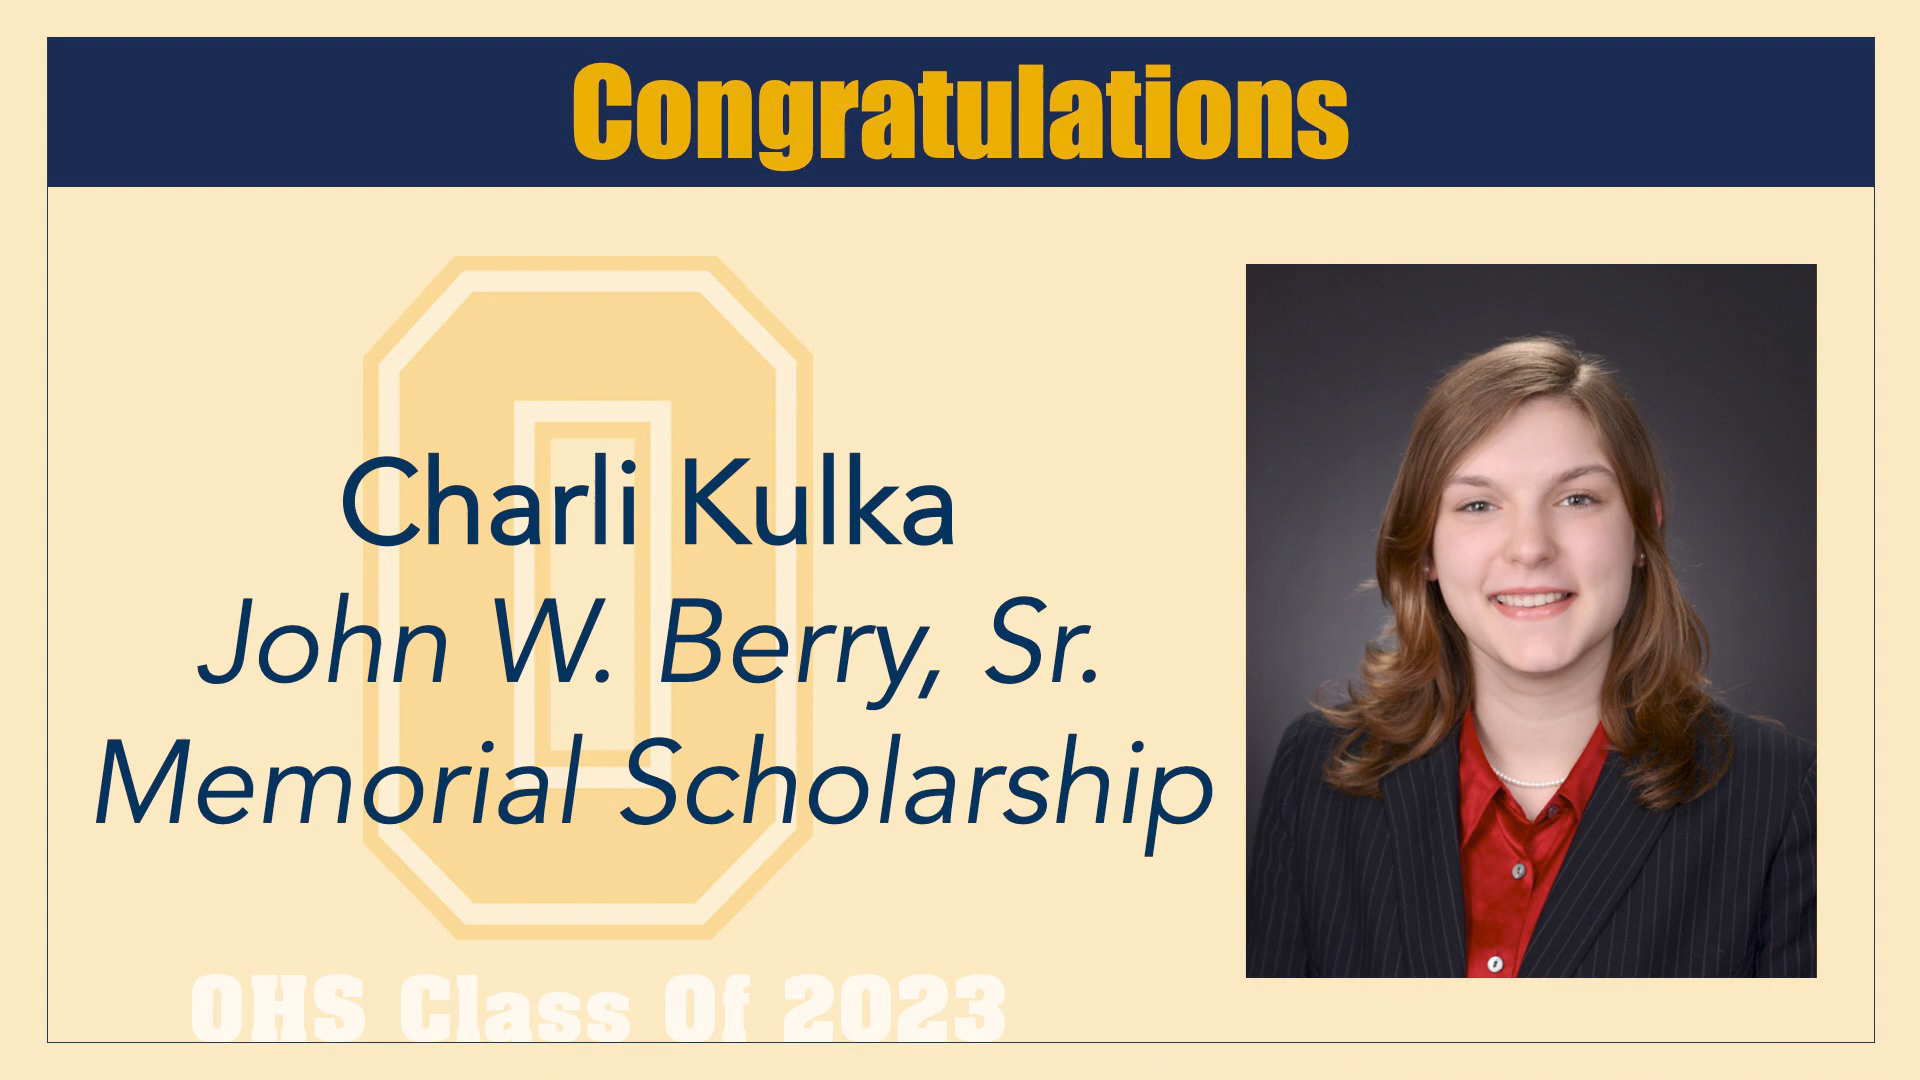 Congratulations
Charli Kulka
John W. Berry, Sr.
Memorial Scholarship
OHS Class Of 2023